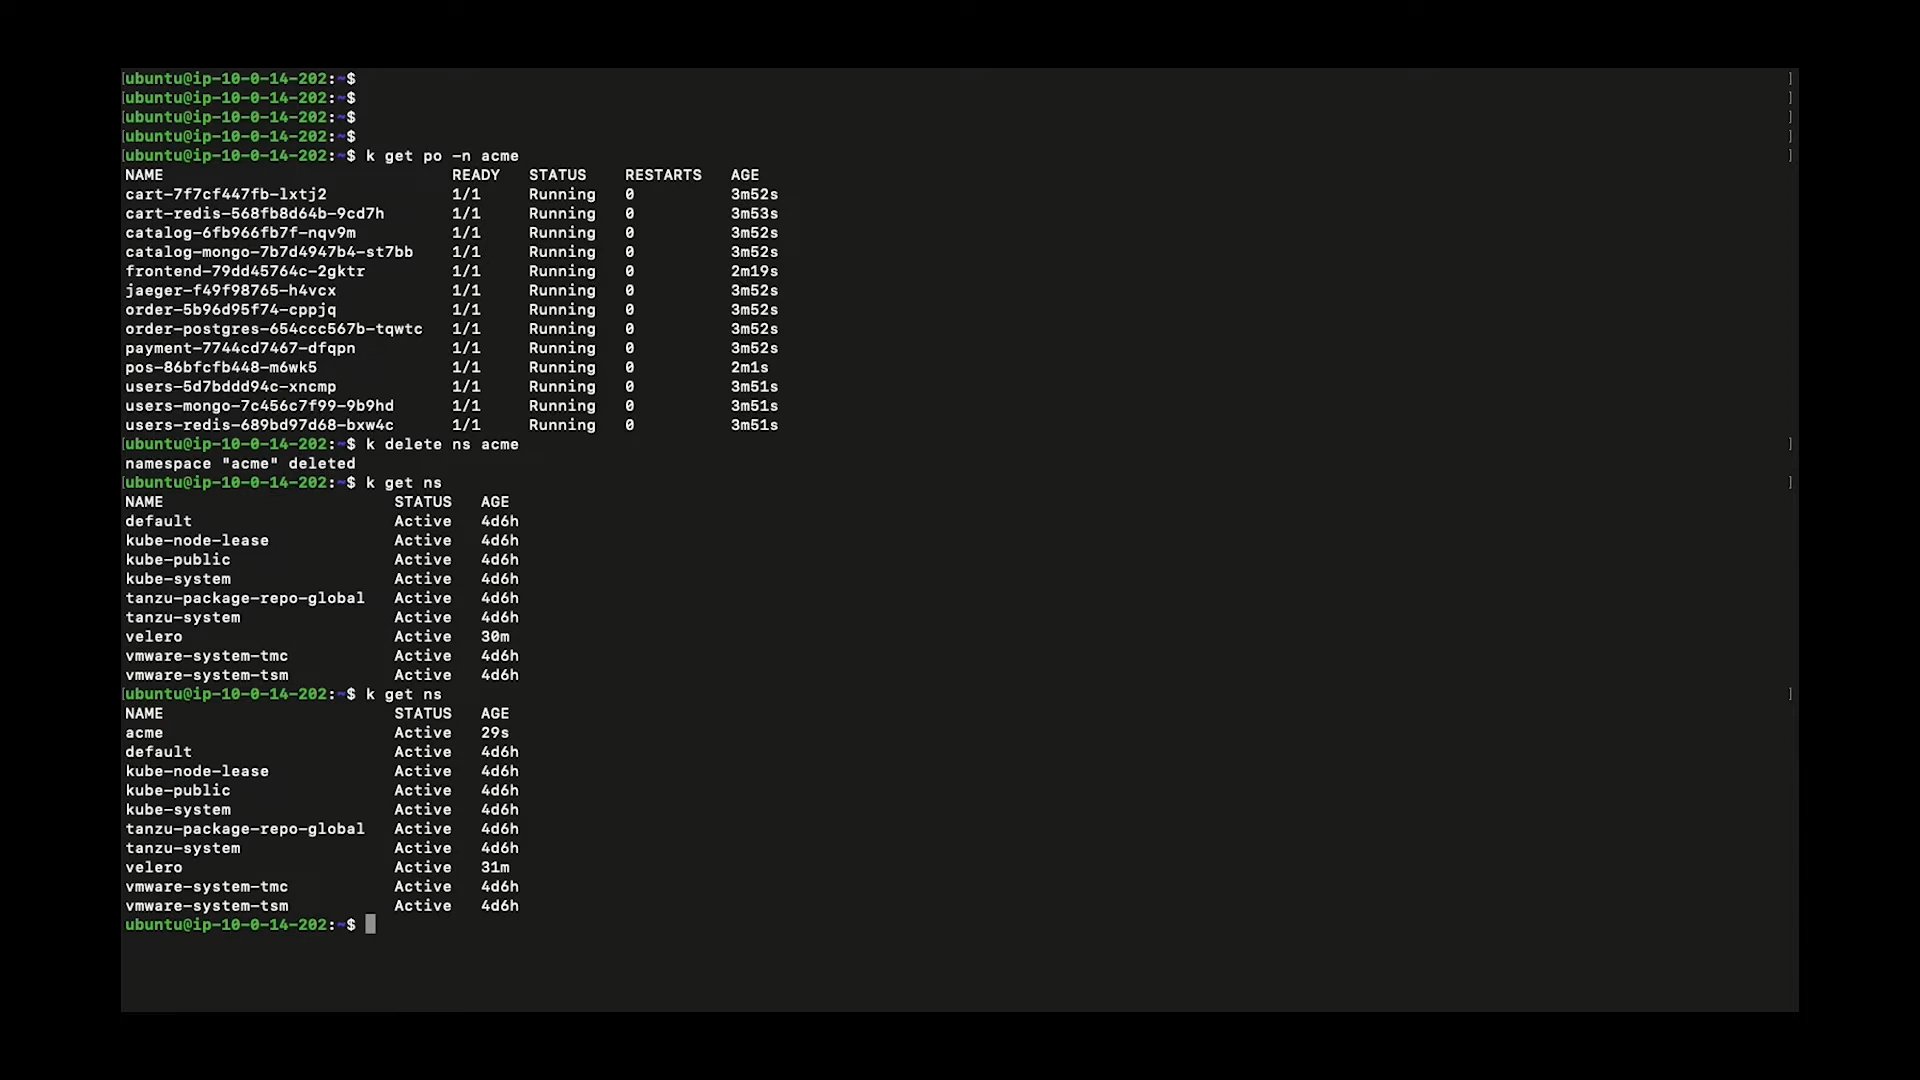 [ubuntu@ip-10-0-14-202:~$ ]
[ubuntu@ip-10-0-14-202:~$ ]
[ubuntu@ip-10-0-14-202:~$ ]
[ubuntu@ip-10-0-14-202:~$ ]
[ubuntu@ip-10-0-14-202:~$ k get po -n acme ]
NAME READY STATUS RESTARTS AGE
cart-7f7cf447fb-lxtj2 1/1 Running 0 3m52s
cart-redis-568fb8d64b-9cd7h 1/1 Running 0 3m53s
catalog-6fb966fb7f-nqv9m 1/1 Running 0 3m52s
catalog-mongo-7b7d4947b4-st7bb 1/1 Running 0 3m52s
frontend-79dd45764c-2gktr 1/1 Running 0 2m19s
jaeger-f49f98765-h4vcx 1/1 Running 0 3m52s
order-5b96d95f74-cppjq 1/1 Running 0 3m52s
order-postgres-654ccc567b-tqwtc 1/1 Running 0 3m52s
payment-7744cd7467-dfqpn 1/1 Running 0 3m52s
pos-86bfcfb448-m6wk5 1/1 Running 0 2m1s
users-5d7bddd94c-xncmp 1/1 Running 0 3m51s
users-mongo-7c456c7f99-9b9hd 1/1 Running 0 3m51s
users-redis-689bd97d68-bxw4c 1/1 Running 0 3m51s
[ubuntu@ip-10-0-14-202:~$ k delete ns acme ]
namespace "acme" deleted
[ubuntu@ip-10-0-14-202:~$ k get ns ]
NAME STATUS AGE
default Active 4d6h
kube-node-lease Active 4d6h
kube-public Active 4d6h
kube-system Active 4d6h
tanzu-package-repo-global Active 4d6h
tanzu-system Active 4d6h
velero Active 30m
vmware-system-tmc Active 4d6h
vmware-system-tsm Active 4d6h
[ubuntu@ip-10-0-14-202:~$ k get ns ]
NAME STATUS AGE
acme Active 29s
default Active 4d6h
kube-node-lease Active 4d6h
kube-public Active 4d6h
kube-system Active 4d6h
tanzu-package-repo-global Active 4d6h
tanzu-system Active 4d6h
velero Active 31m
vmware-system-tmc Active 4d6h
vmware-system-tsm Active 4d6h
ubuntu@ip-10-0-14-202:~$